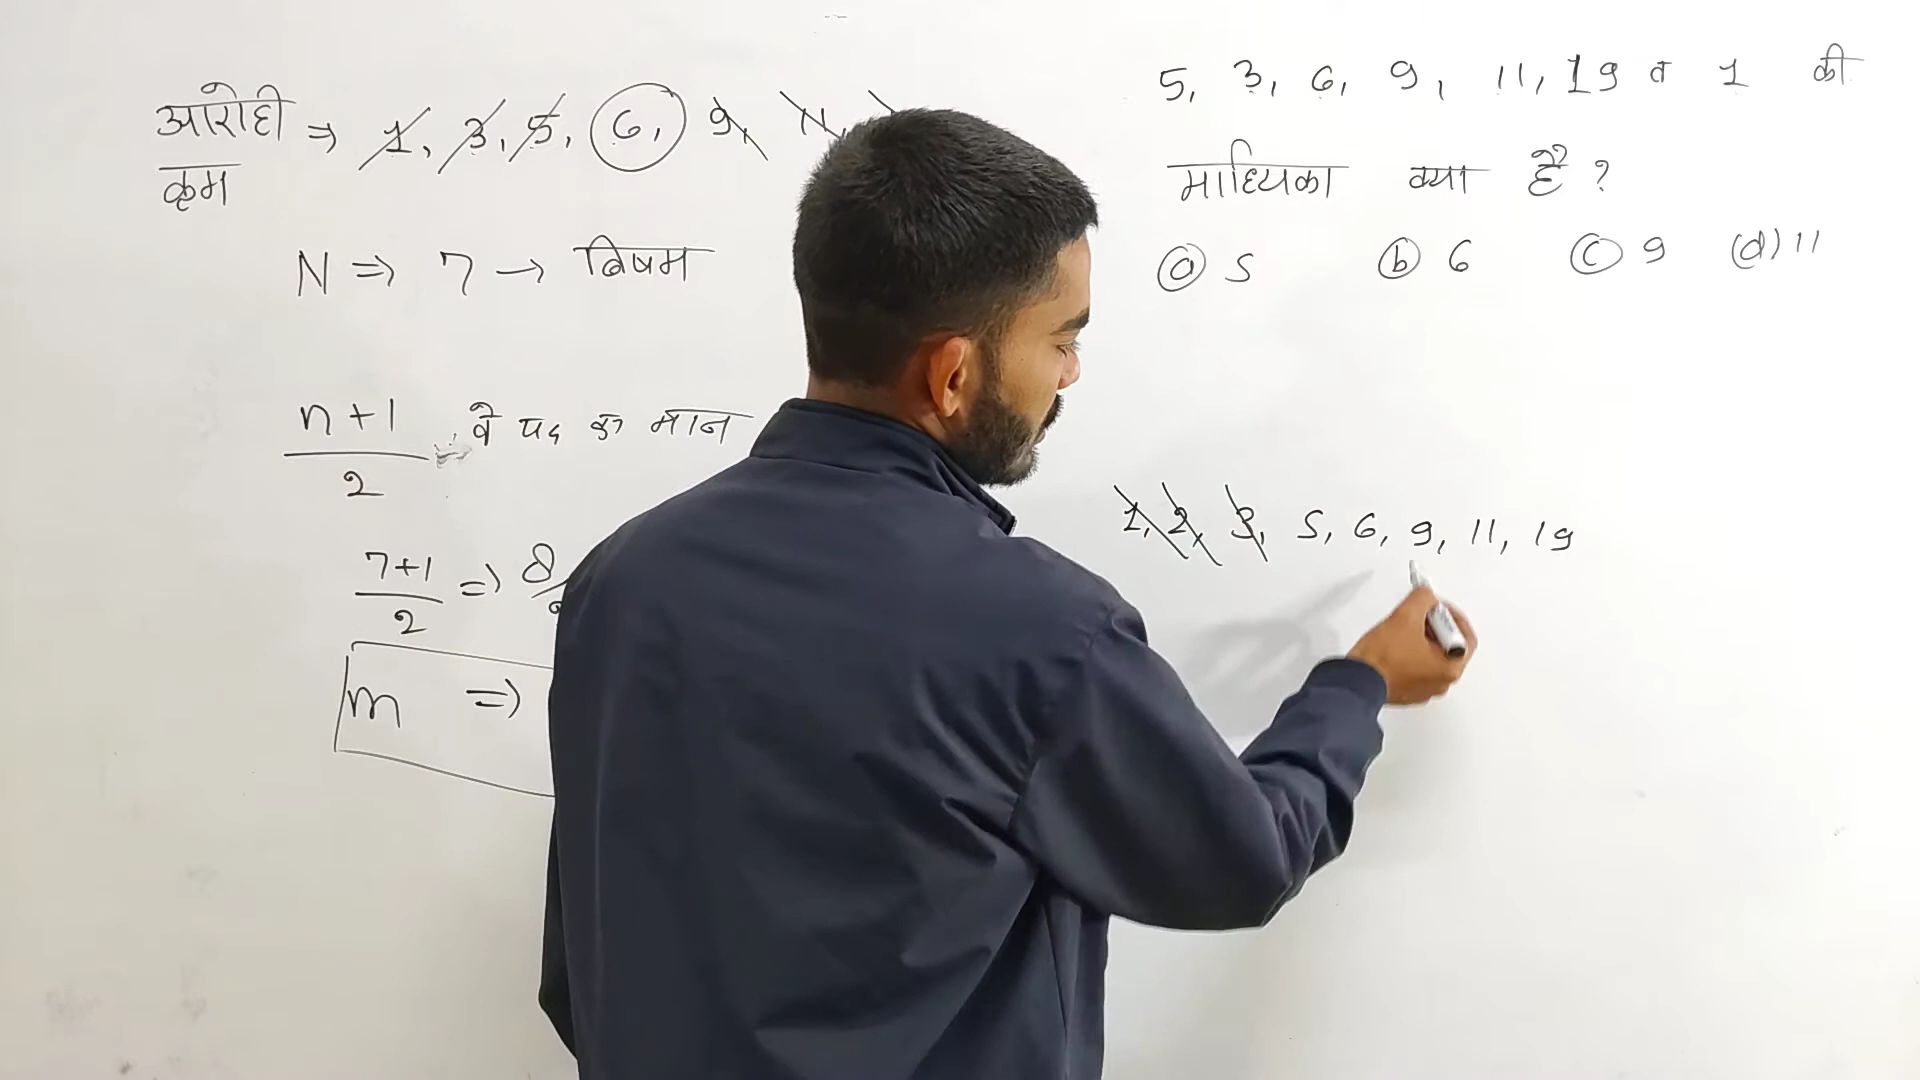 आरोही ⇒ 1, 3, 5, 6, 9, 11,
क्रम
N ⇒ 7 → विषम
n+1/2 वे पद का मान
7+1/2 ⇒ 8/
m ⇒
5, 3, 6, 9, 11, 19 व 1 की
माध्यिका क्या है ?
(a) 5 (b) 6 (c) 9 (d) 11
1, 2, 3, 5, 6, 9, 11, 19